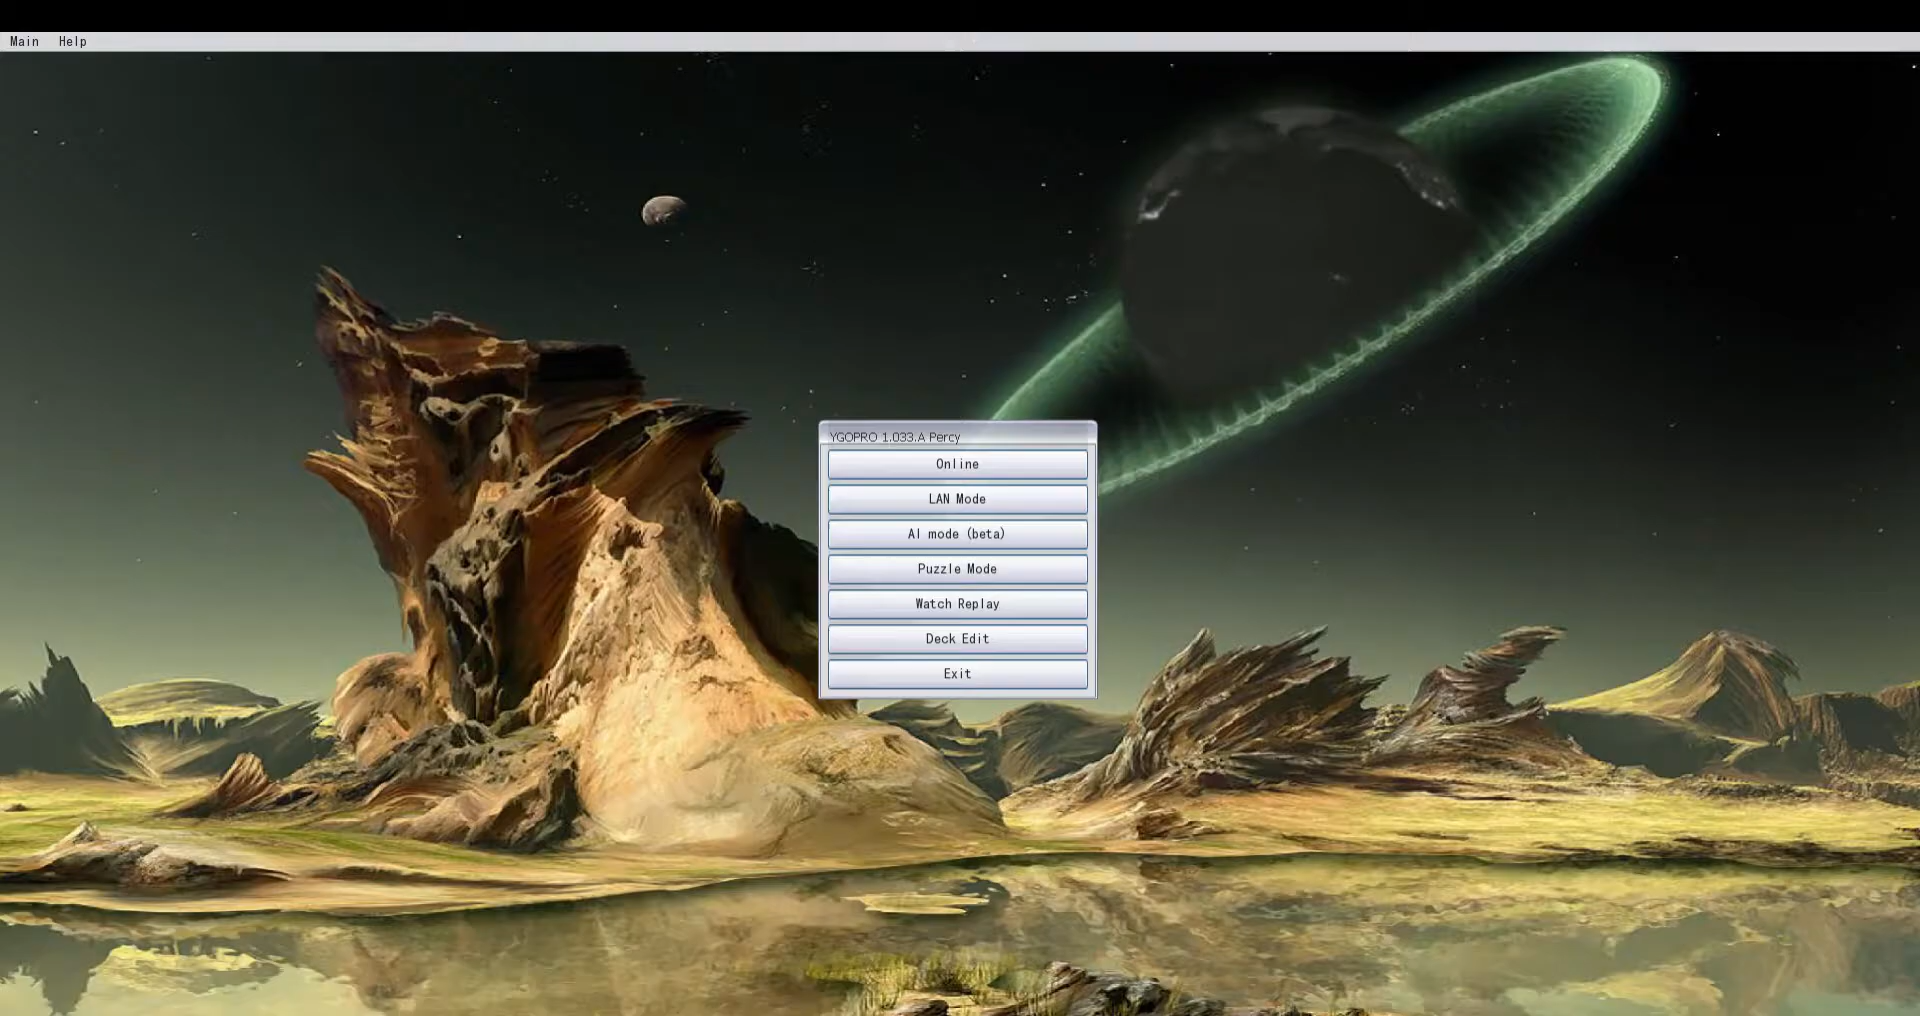 Main Help
YGOPRO 1.033.A Percy
Online
LAN Mode
AI mode (beta)
Puzzle Mode
Watch Replay
Deck Edit
Exit